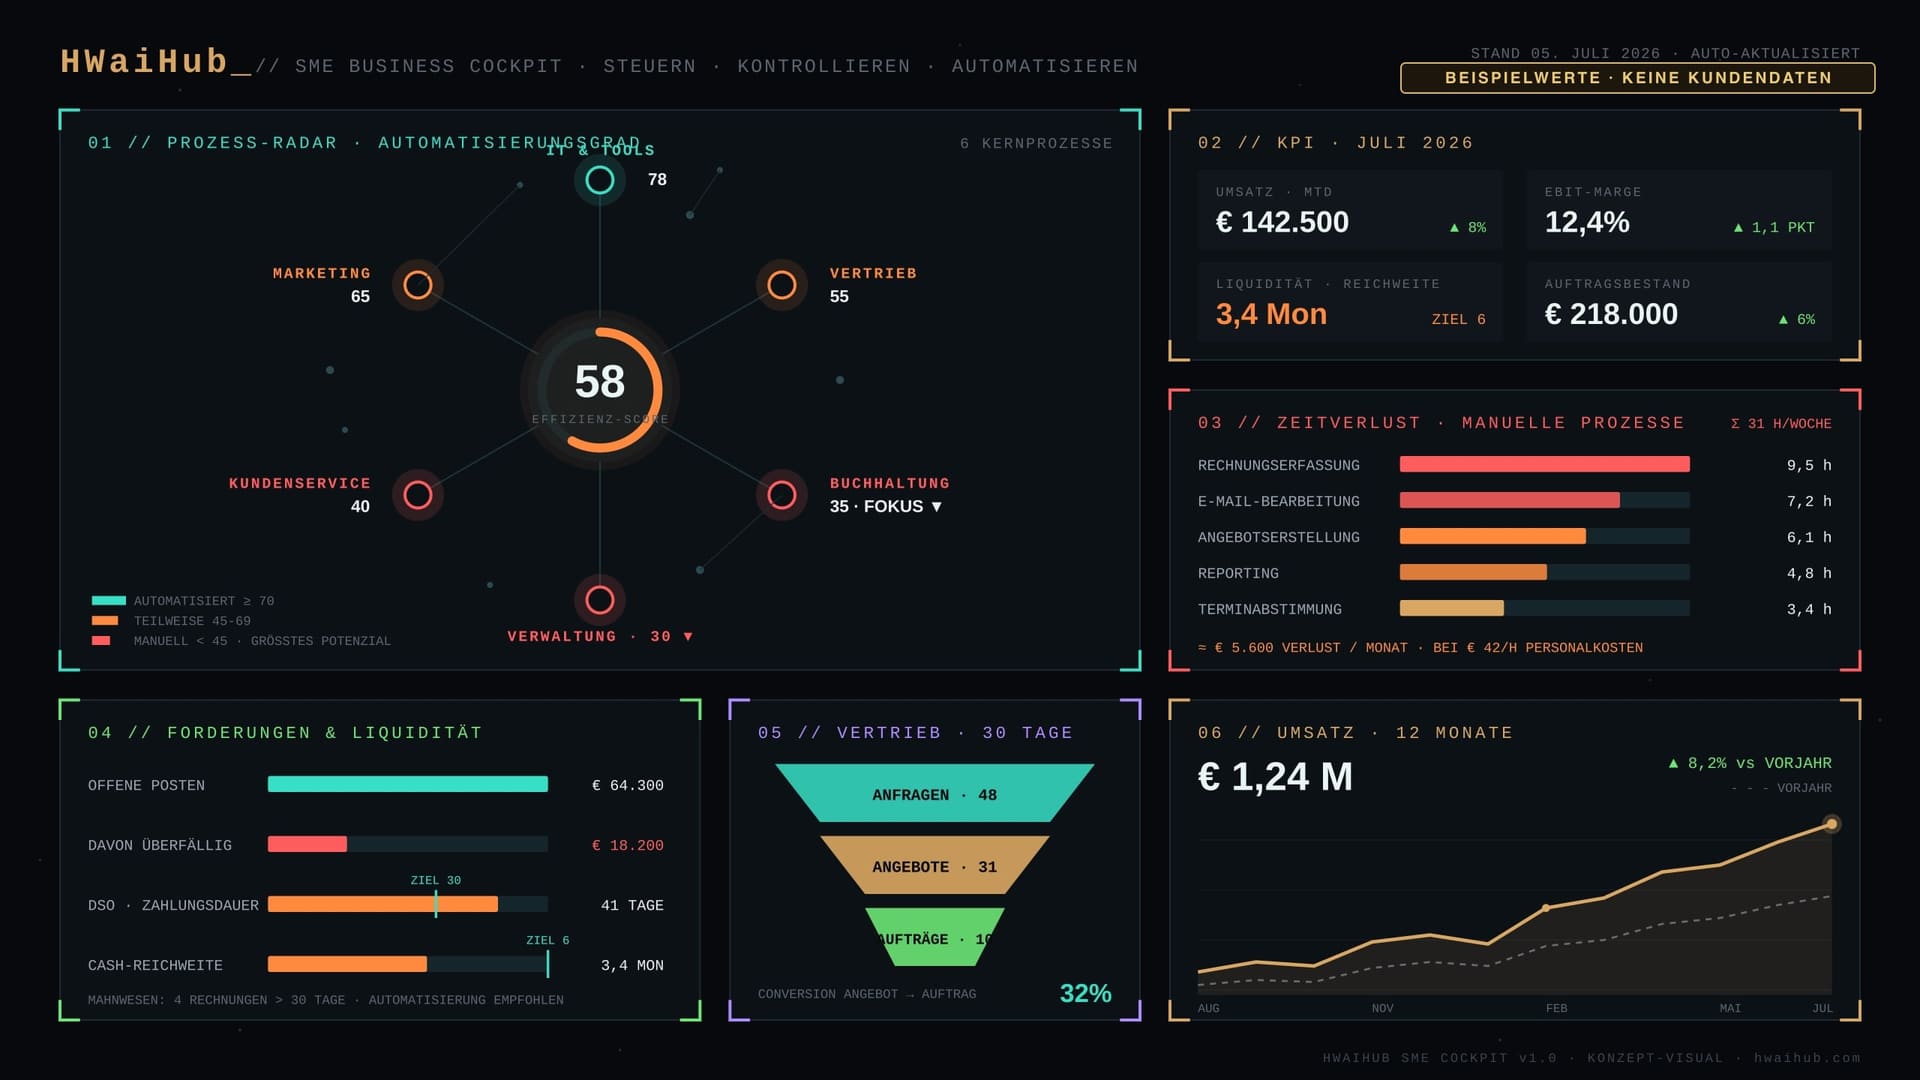 HWaiHub_// SME BUSINESS COCKPIT · STEUERN · KONTROLLIEREN · AUTOMATISIEREN
STAND 05. JULI 2026 · AUTO-AKTUALISIERT
BEISPIELWERTE · KEINE KUNDENDATEN
01 // PROZESS-RADAR · AUTOMATISIERUNGSGRAD
6 KERNPROZESSE
IT & TOOLS
78
MARKETING
65
VERTRIEB
55
58
EFFIZIENZ-SCORE
KUNDENSERVICE
40
BUCHHALTUNG
35 · FOKUS ▼
VERWALTUNG · 30 ▼
AUTOMATISIERT ≥ 70
TEILWEISE 45-69
MANUELL < 45 · GRÖSSTES POTENZIAL
02 // KPI · JULI 2026
UMSATZ · MTD
€ 142.500 ▲ 8%
EBIT-MARGE
12,4% ▲ 1,1 PKT
LIQUIDITÄT · REICHWEITE
3,4 Mon ZIEL 6
AUFTRAGSBESTAND
€ 218.000 ▲ 6%
03 // ZEITVERLUST · MANUELLE PROZESSE Σ 31 H/WOCHE
RECHNUNGSERFASSUNG 9,5 h
E-MAIL-BEARBEITUNG 7,2 h
ANGEBOTSERSTELLUNG 6,1 h
REPORTING 4,8 h
TERMINABSTIMMUNG 3,4 h
≈ € 5.600 VERLUST / MONAT · BEI € 42/H PERSONALKOSTEN
04 // FORDERUNGEN & LIQUIDITÄT
OFFENE POSTEN € 64.300
DAVON ÜBERFÄLLIG € 18.200
ZIEL 30
DSO · ZAHLUNGSDAUER 41 TAGE
ZIEL 6
CASH-REICHWEITE 3,4 MON
MAHNWESEN: 4 RECHNUNGEN > 30 TAGE · AUTOMATISIERUNG EMPFOHLEN
05 // VERTRIEB · 30 TAGE
ANFRAGEN · 48
ANGEBOTE · 31
AUFTRÄGE · 10
CONVERSION ANGEBOT → AUFTRAG 32%
06 // UMSATZ · 12 MONATE
€ 1,24 M
▲ 8,2% vs VORJAHR
- - - VORJAHR
AUG NOV FEB MAI JUL
HWAIHUB SME COCKPIT v1.0 · KONZEPT-VISUAL · hwaihub.com